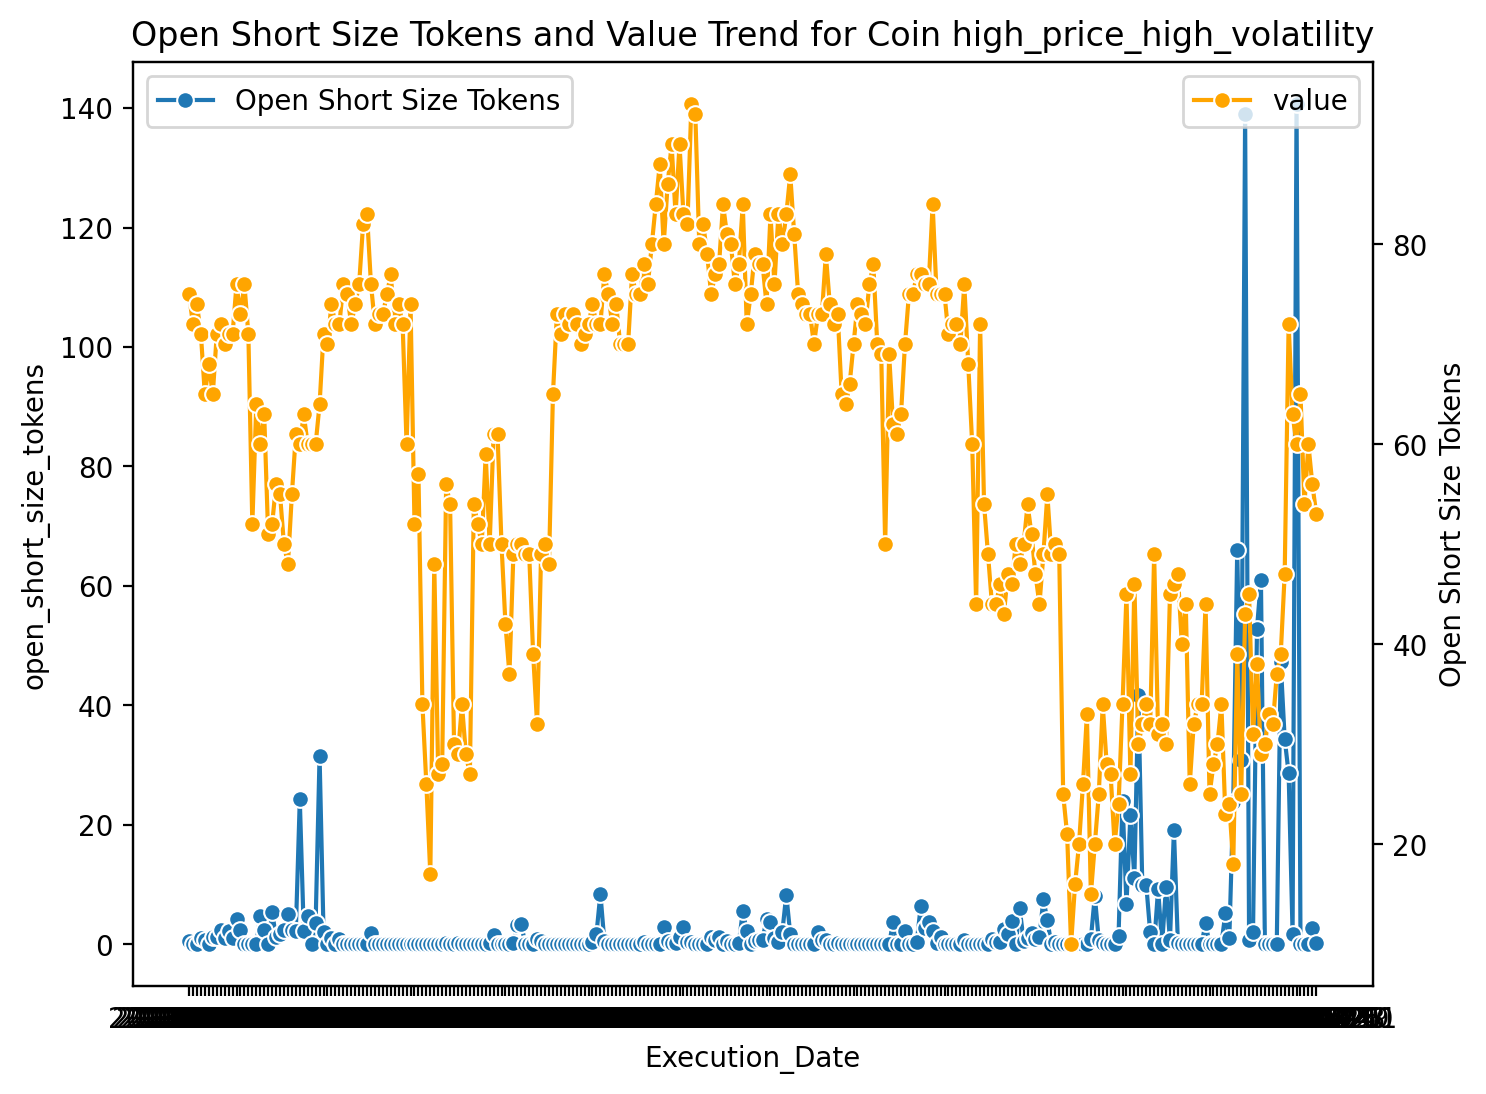 Open Short Size Tokens and Value Trend for Coin high_price_high_volatility
Open Short Size Tokens
value
140
120
100
80
60
40
20
0
open_short_size_tokens
80
60
40
20
Open Short Size Tokens
Execution_Date